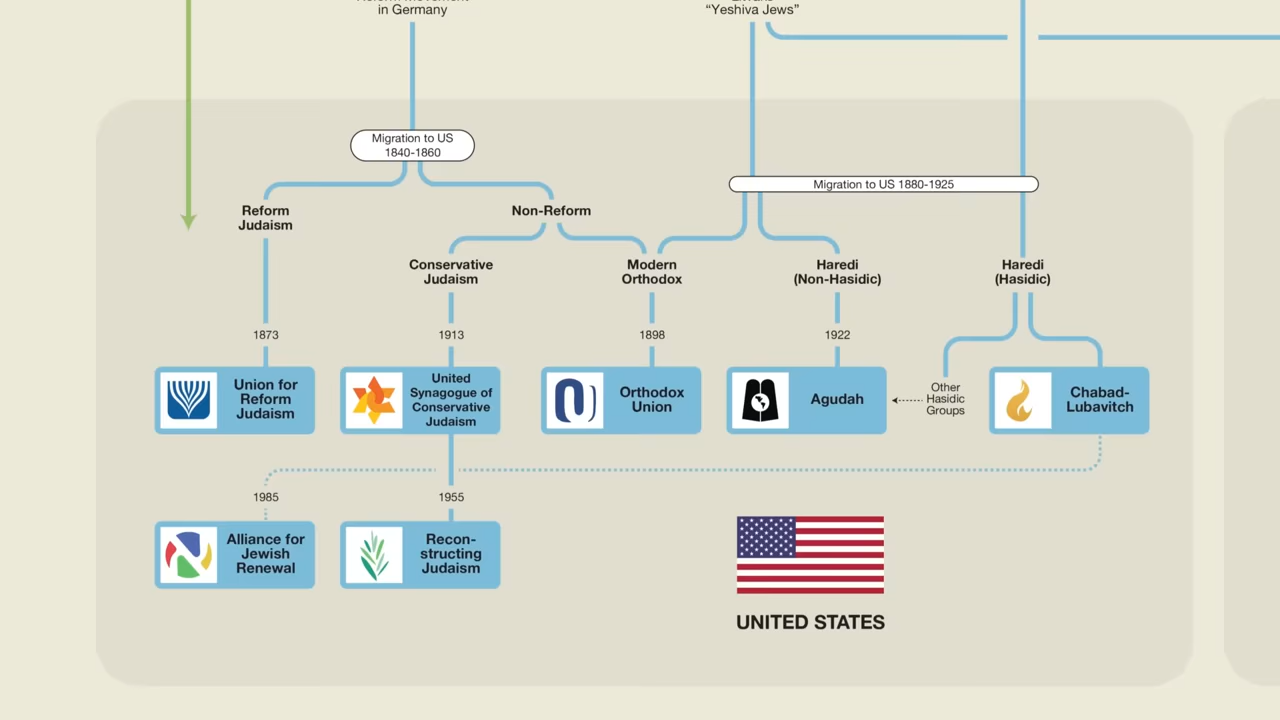 in Germany
"Yeshiva Jews"
Migration to US
1840-1860
Migration to US 1880-1925
Reform
Judaism
Non-Reform
Conservative
Judaism
Modern
Orthodox
Haredi
(Non-Hasidic)
Haredi
(Hasidic)
1873
1913
1898
1922
Union for
Reform
Judaism
United
Synagogue of
Conservative
Judaism
Orthodox
Union
Agudah
Other
Hasidic
Groups
Chabad-
Lubavitch
1985
1955
Alliance for
Jewish
Renewal
Recon-
structing
Judaism
UNITED STATES